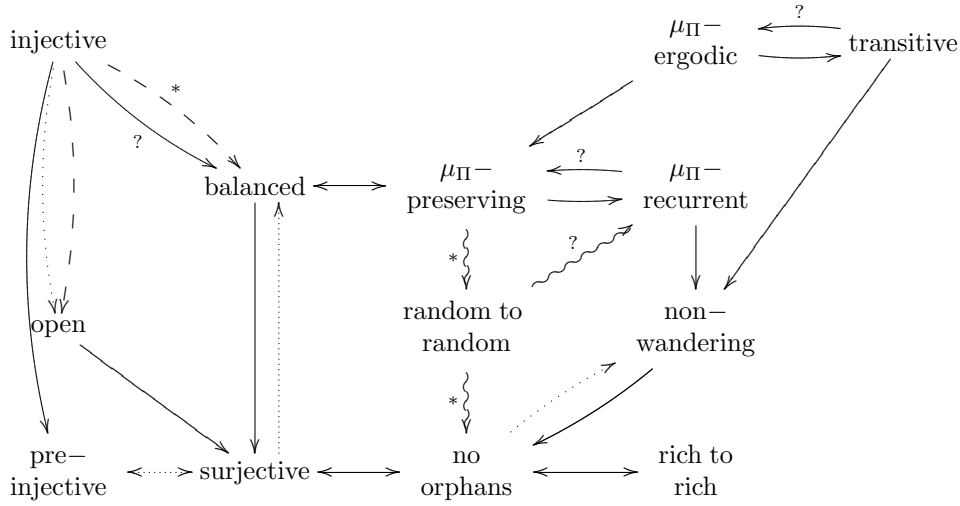 injective
*
?
μΠ−
ergodic
?
transitive
balanced
μΠ−
preserving
?
μΠ−
recurrent
*
?
open
random to
random
non−
wandering
*
pre−
injective
surjective
no
orphans
rich to
rich